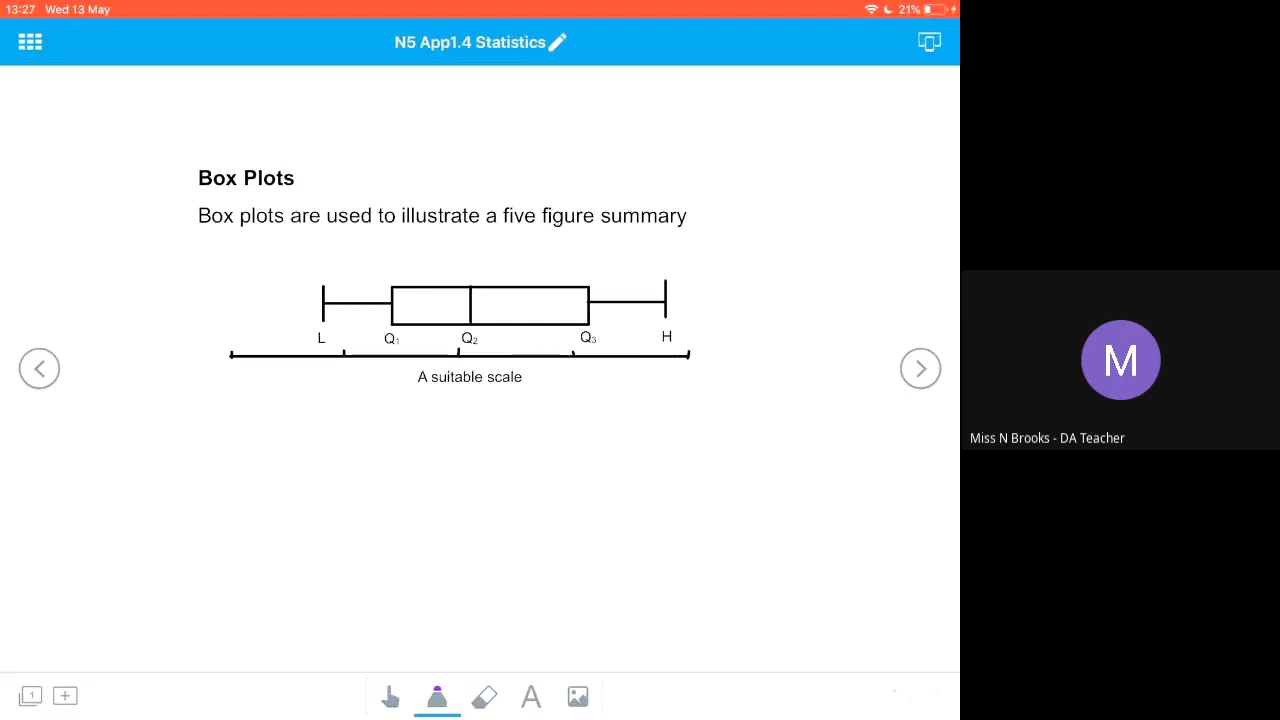 13:27 Wed 13 May 21%
N5 App1.4 Statistics
Box Plots
Box plots are used to illustrate a five figure summary
L Q₁ Q₂ Q₃ H
A suitable scale
M
Miss N Brooks - DA Teacher
1 A